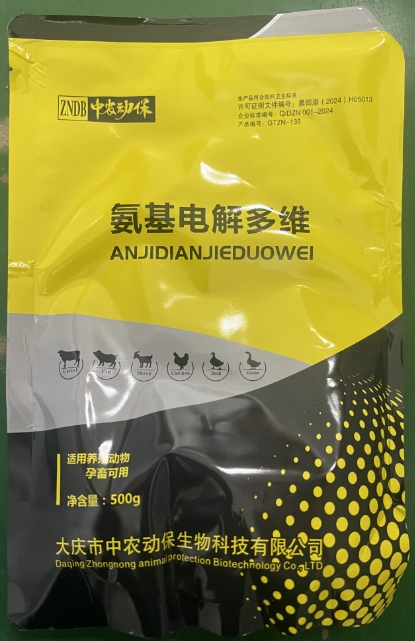 ZNDB 中农动保
本产品符合饲料卫生标准
许可证明文件编号：黑饲添（2024）H05013
企业标准编号：Q/DZN 001-2024
产品编号：GTZN-135
氨基电解多维
ANJIDIANJIEDUOWEI
Cattle Pig Sheep Chicken Duck Goose
适用养殖动物
孕畜可用
净含量：500g
大庆市中农动保生物科技有限公司
Daqing Zhongnong animal protection Biotechnology Co., LTD